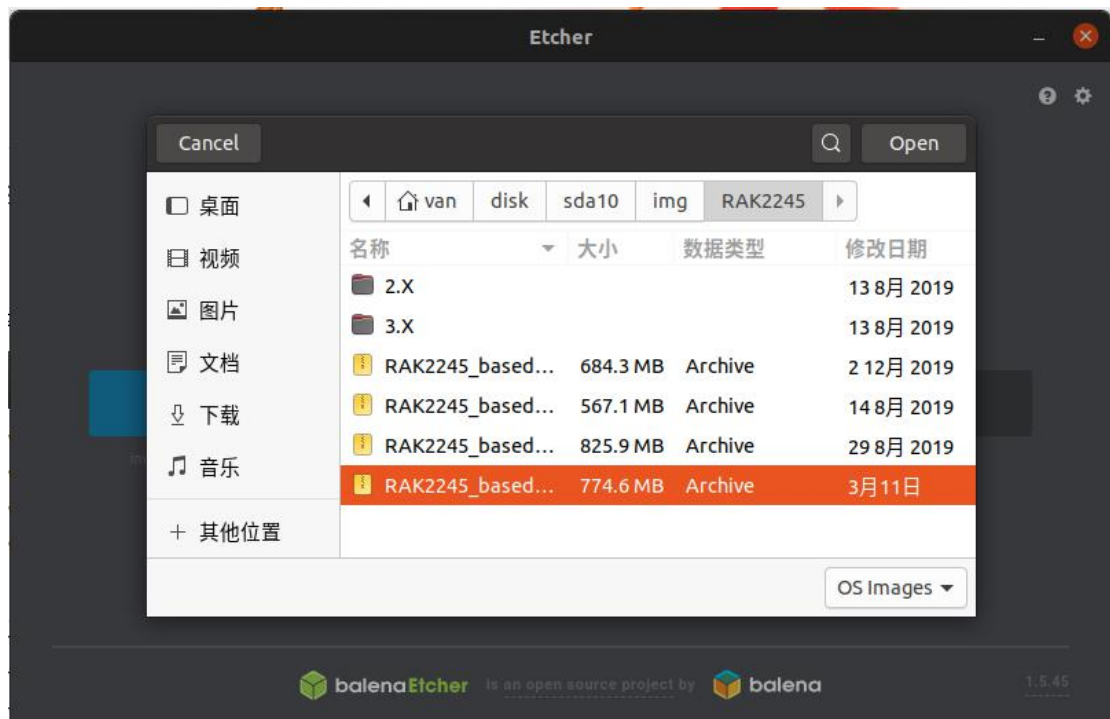 Etcher
Cancel Open
桌面
视频
图片
文档
下载
音乐
其他位置
van disk sda10 img RAK2245
名称 大小 数据类型 修改日期
2.X 13 8月 2019
3.X 13 8月 2019
RAK2245_based… 684.3 MB Archive 2 12月 2019
RAK2245_based… 567.1 MB Archive 14 8月 2019
RAK2245_based… 825.9 MB Archive 29 8月 2019
RAK2245_based… 774.6 MB Archive 3月11日
OS Images
balenaEtcher is an open source project by balena 1.5.45